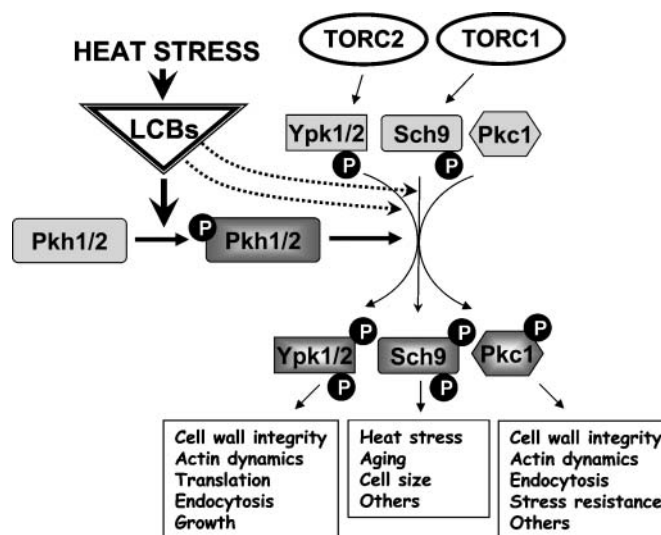 TORC2
TORC1
HEAT STRESS
LCBs
Ypk1/2
Sch9
Pkc1
P
P
Pkh1/2
P
Pkh1/2
P
P
P
Ypk1/2
Sch9
Pkc1
P
P
Cell wall integrity
Actin dynamics
Translation
Endocytosis
Growth
Heat stress
Aging
Cell size
Others
Cell wall integrity
Actin dynamics
Endocytosis
Stress resistance
Others